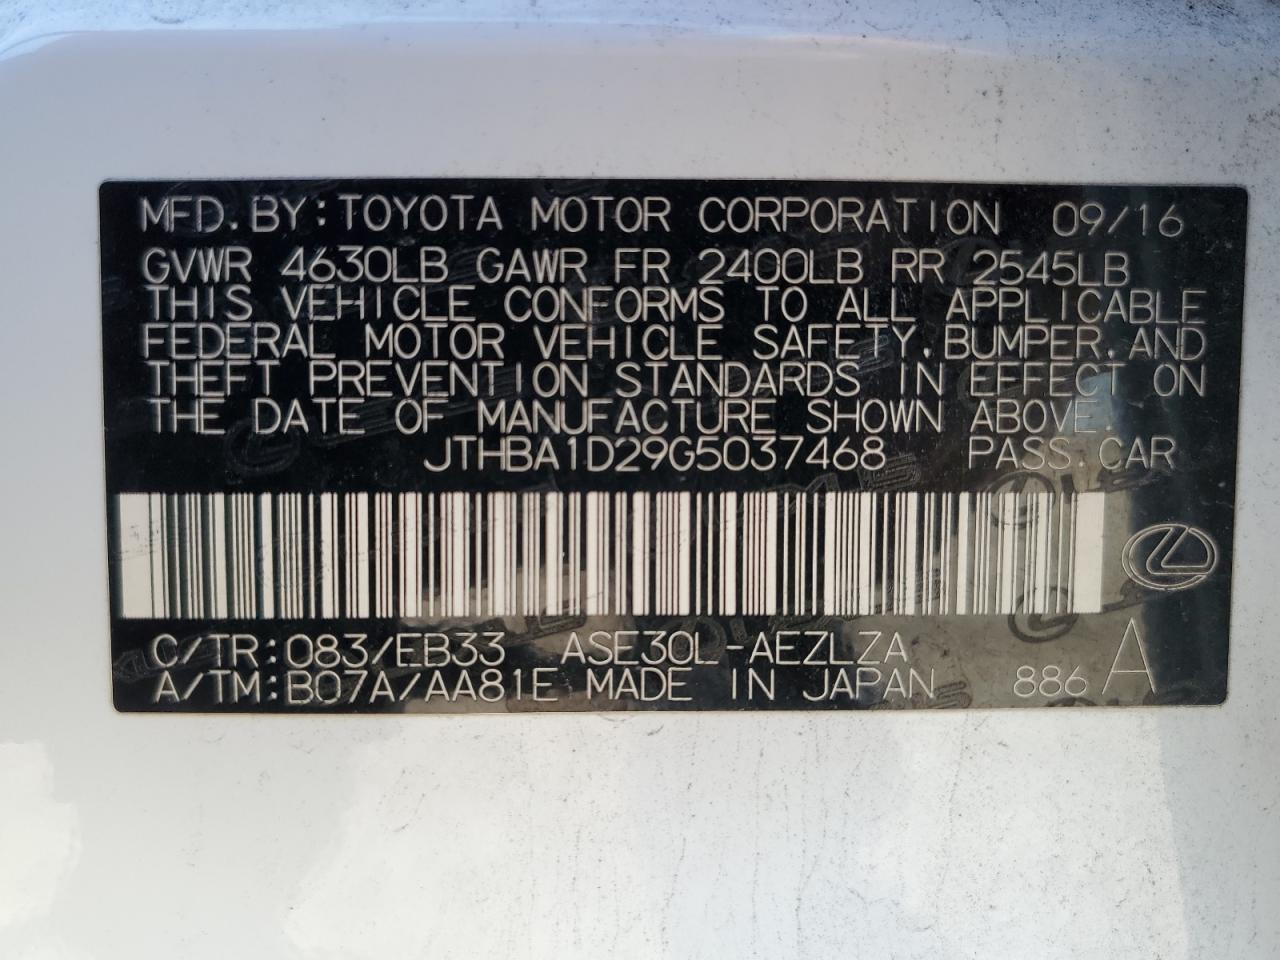 MFD.BY:TOYOTA MOTOR CORPORATION 09/16
GVWR 4630LB GAWR FR 2400LB RR 2545LB
THIS VEHICLE CONFORMS TO ALL APPLICABLE
FEDERAL MOTOR VEHICLE SAFETY.BUMPER.AND
THEFT PREVENTION STANDARDS IN EFFECT ON
THE DATE OF MANUFACTURE SHOWN ABOVE.
JTHBA1D29G5037468 PASS.CAR
C/TR:083/EB33 ASE30L-AEZLZA
A/TM:B07A/AA81E MADE IN JAPAN 886 A